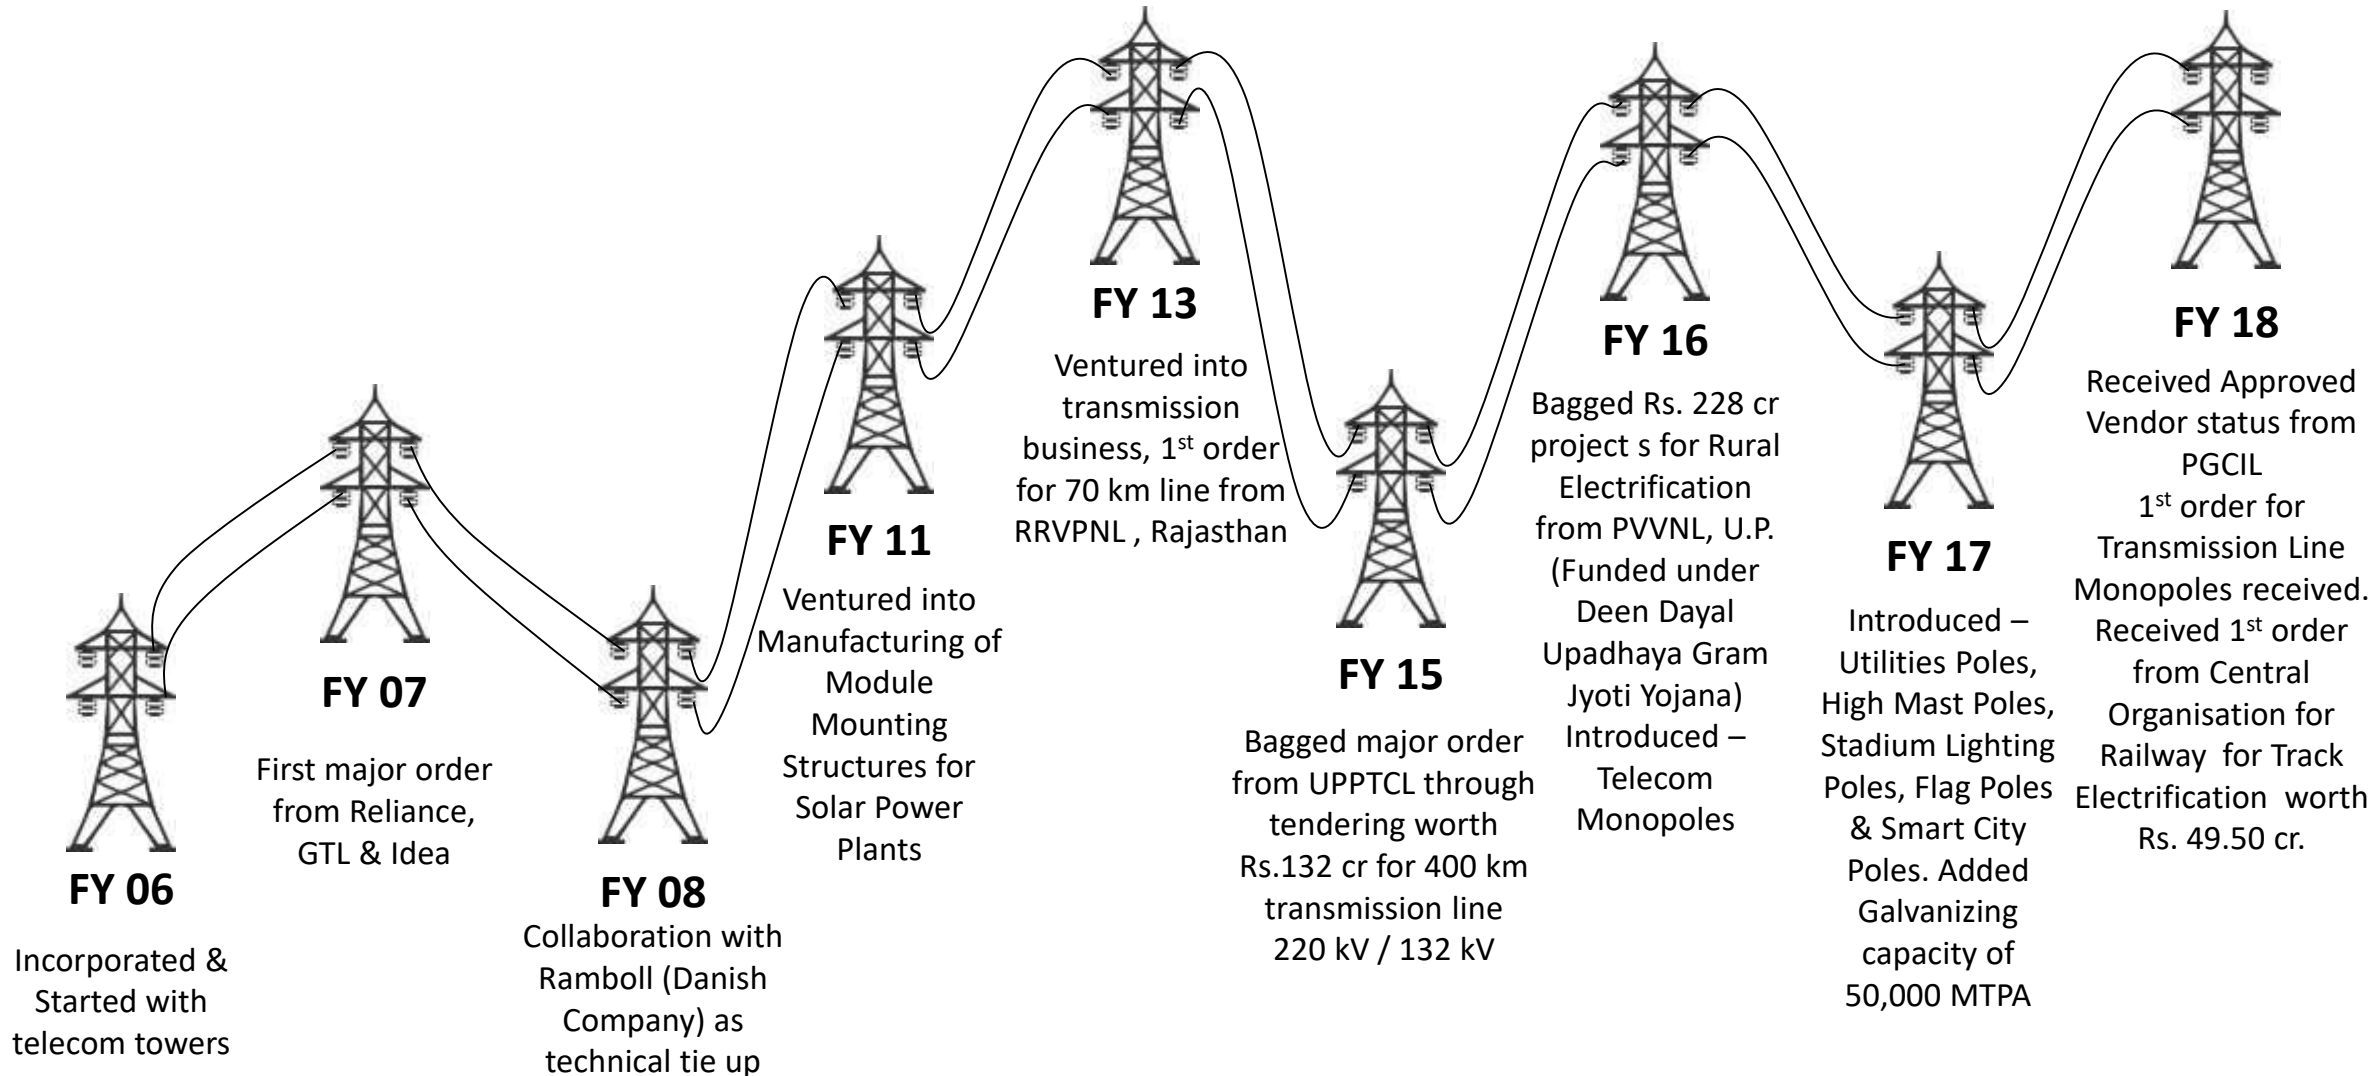 FY 06
Incorporated &
Started with
telecom towers
FY 07
First major order
from Reliance,
GTL & Idea
FY 08
Collaboration with
Ramboll (Danish
Company) as
technical tie up
FY 11
Ventured into
Manufacturing of
Module
Mounting
Structures for
Solar Power
Plants
FY 13
Ventured into
transmission
business, 1st order
for 70 km line from
RRVPNL , Rajasthan
FY 15
Bagged major order
from UPPTCL through
tendering worth
Rs.132 cr for 400 km
transmission line
220 kV / 132 kV
FY 16
Bagged Rs. 228 cr
project s for Rural
Electrification
from PVVNL, U.P.
(Funded under
Deen Dayal
Upadhaya Gram
Jyoti Yojana)
Introduced –
Telecom
Monopoles
FY 17
Introduced –
Utilities Poles,
High Mast Poles,
Stadium Lighting
Poles, Flag Poles
& Smart City
Poles. Added
Galvanizing
capacity of
50,000 MTPA
FY 18
Received Approved
Vendor status from
PGCIL
1st order for
Transmission Line
Monopoles received.
Received 1st order
from Central
Organisation for
Railway  for Track
Electrification  worth
Rs. 49.50 cr.